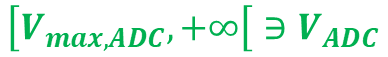 [V_{max,ADC}, +∞[ ∋ V_{ADC}